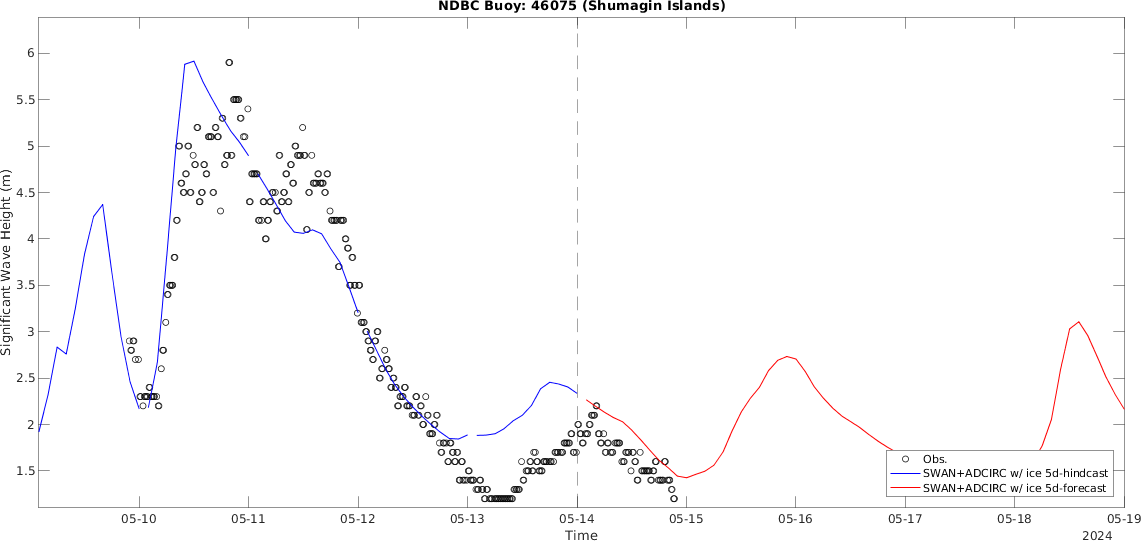 NDBC Buoy: 46075 (Shumagin Islands)
Significant Wave Height (m)
6
5.5
5
4.5
4
3.5
3
2.5
2
1.5
Obs.
SWAN+ADCIRC w/ ice 5d-hindcast
SWAN+ADCIRC w/ ice 5d-forecast
05-10 05-11 05-12 05-13 05-14 05-15 05-16 05-17 05-18 05-19
Time
2024